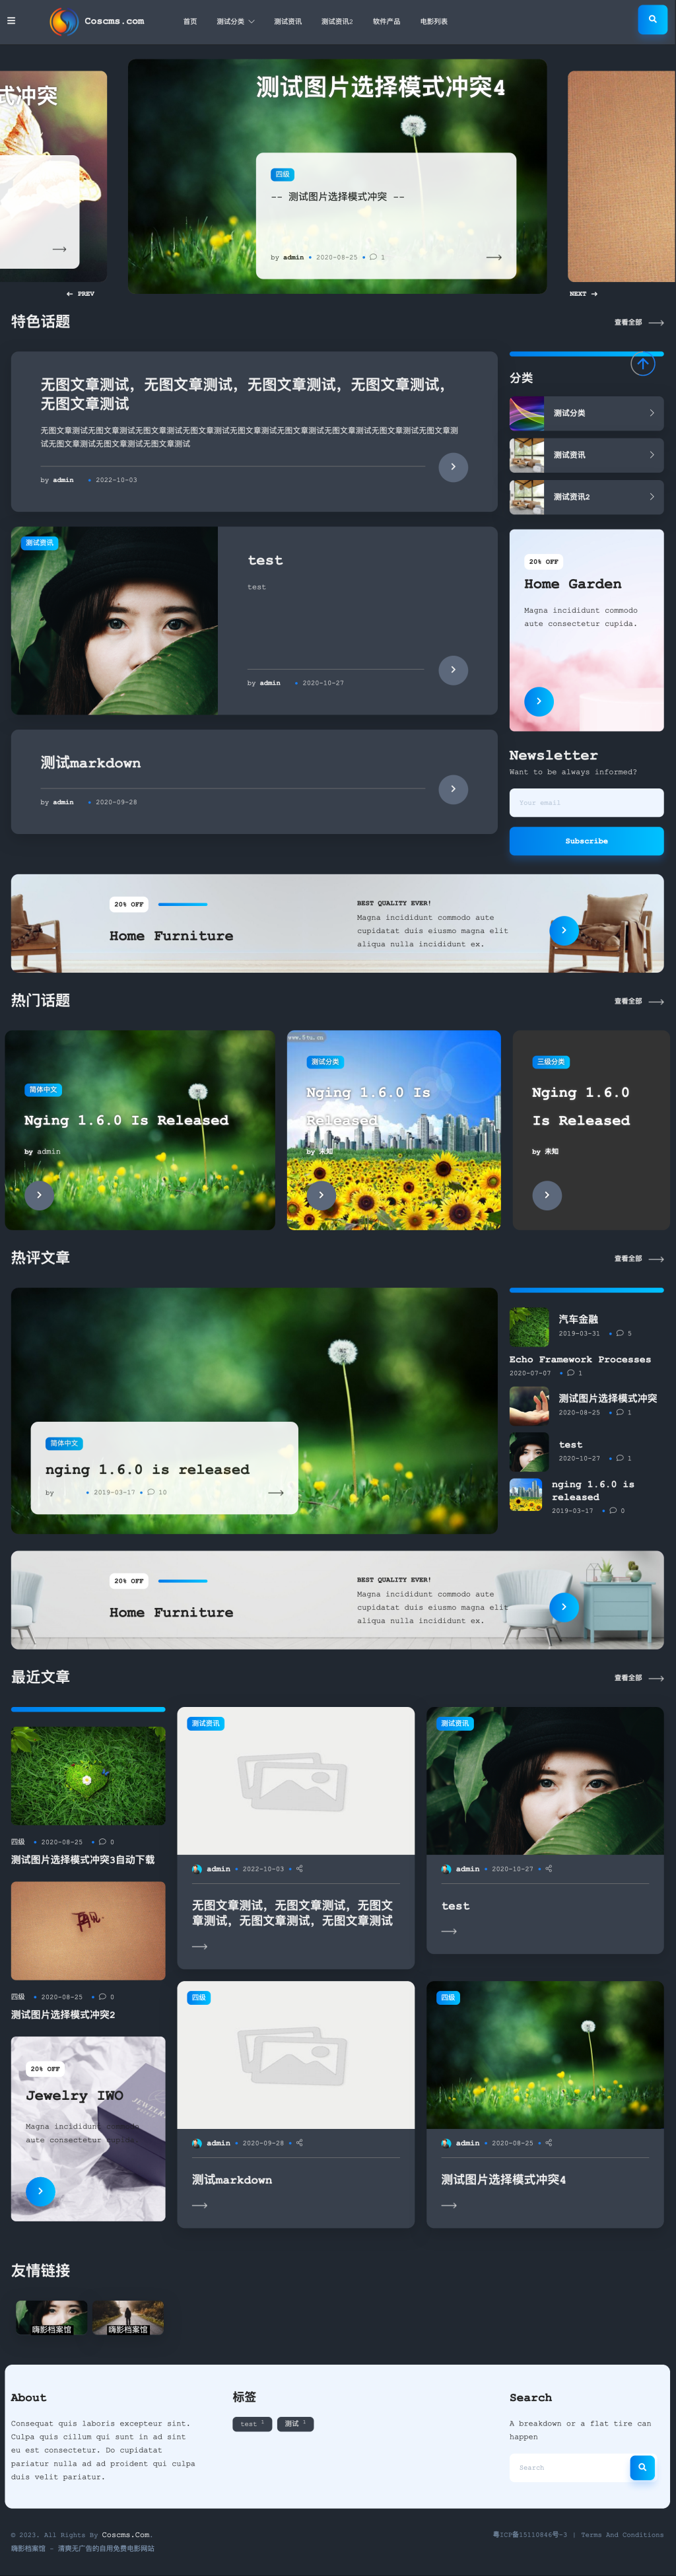 Coscms.com
首页 测试分类 测试资讯 测试资讯2 软件产品 电影列表
式冲突
测试图片选择模式冲突4
四级
-- 测试图片选择模式冲突 --
by admin 2020-08-25 1
PREV
NEXT
特色话题
查看全部
无图文章测试，无图文章测试，无图文章测试，无图文章测试，
无图文章测试
无图文章测试无图文章测试无图文章测试无图文章测试无图文章测试无图文章测试无图文章测试无图文章测试无图文章测
试无图文章测试无图文章测试无图文章测试
by admin 2022-10-03
测试资讯
test
test
by admin 2020-10-27
测试markdown
by admin 2020-09-28
分类
测试分类
测试资讯
测试资讯2
20% OFF
Home Garden
Magna incididunt commodo
aute consectetur cupida.
Newsletter
Want to be always informed?
Your email
Subscribe
20% OFF
Home Furniture
BEST QUALITY EVER!
Magna incididunt commodo aute
cupidatat duis eiusmo magna elit
aliqua nulla incididunt ex.
热门话题
查看全部
简体中文
Nging 1.6.0 Is Released
by admin
www.5tu.cn
测试分类
Nging 1.6.0 Is
Released
by 未知
三级分类
Nging 1.6.0
Is Released
by 未知
热评文章
查看全部
简体中文
nging 1.6.0 is released
by 2019-03-17 10
汽车金融
2019-03-31 5
Echo Framework Processes
2020-07-07 1
测试图片选择模式冲突
2020-08-25 1
test
2020-10-27 1
nging 1.6.0 is
released
2019-03-17 0
20% OFF
Home Furniture
BEST QUALITY EVER!
Magna incididunt commodo aute
cupidatat duis eiusmo magna elit
aliqua nulla incididunt ex.
最近文章
查看全部
四级 2020-08-25 0
测试图片选择模式冲突3自动下载
四级 2020-08-25 0
测试图片选择模式冲突2
20% OFF
Jewelry IWO
Magna incididunt commodo
aute consectetur cupida.
测试资讯
admin 2022-10-03
无图文章测试，无图文章测试，无图文
章测试，无图文章测试，无图文章测试
测试资讯
admin 2020-10-27
test
四级
admin 2020-09-28
测试markdown
四级
admin 2020-08-25
测试图片选择模式冲突4
友情链接
嗨影档案馆 嗨影档案馆
About
Consequat quis laborum excepteur sint.
Culpa quis cillum qui sunt in ad sint
eu est consectetur. Do cupidatat
pariatur nulla ad ad proident qui culpa
duis velit pariatur.
标签
test 1 测试 1
Search
A breakdown or a flat tire can
happen
Search
© 2023. All Rights By Coscms.Com.
嗨影档案馆 - 清爽无广告的自用免费电影网站
粤ICP备15110846号-3 | Terms And Conditions